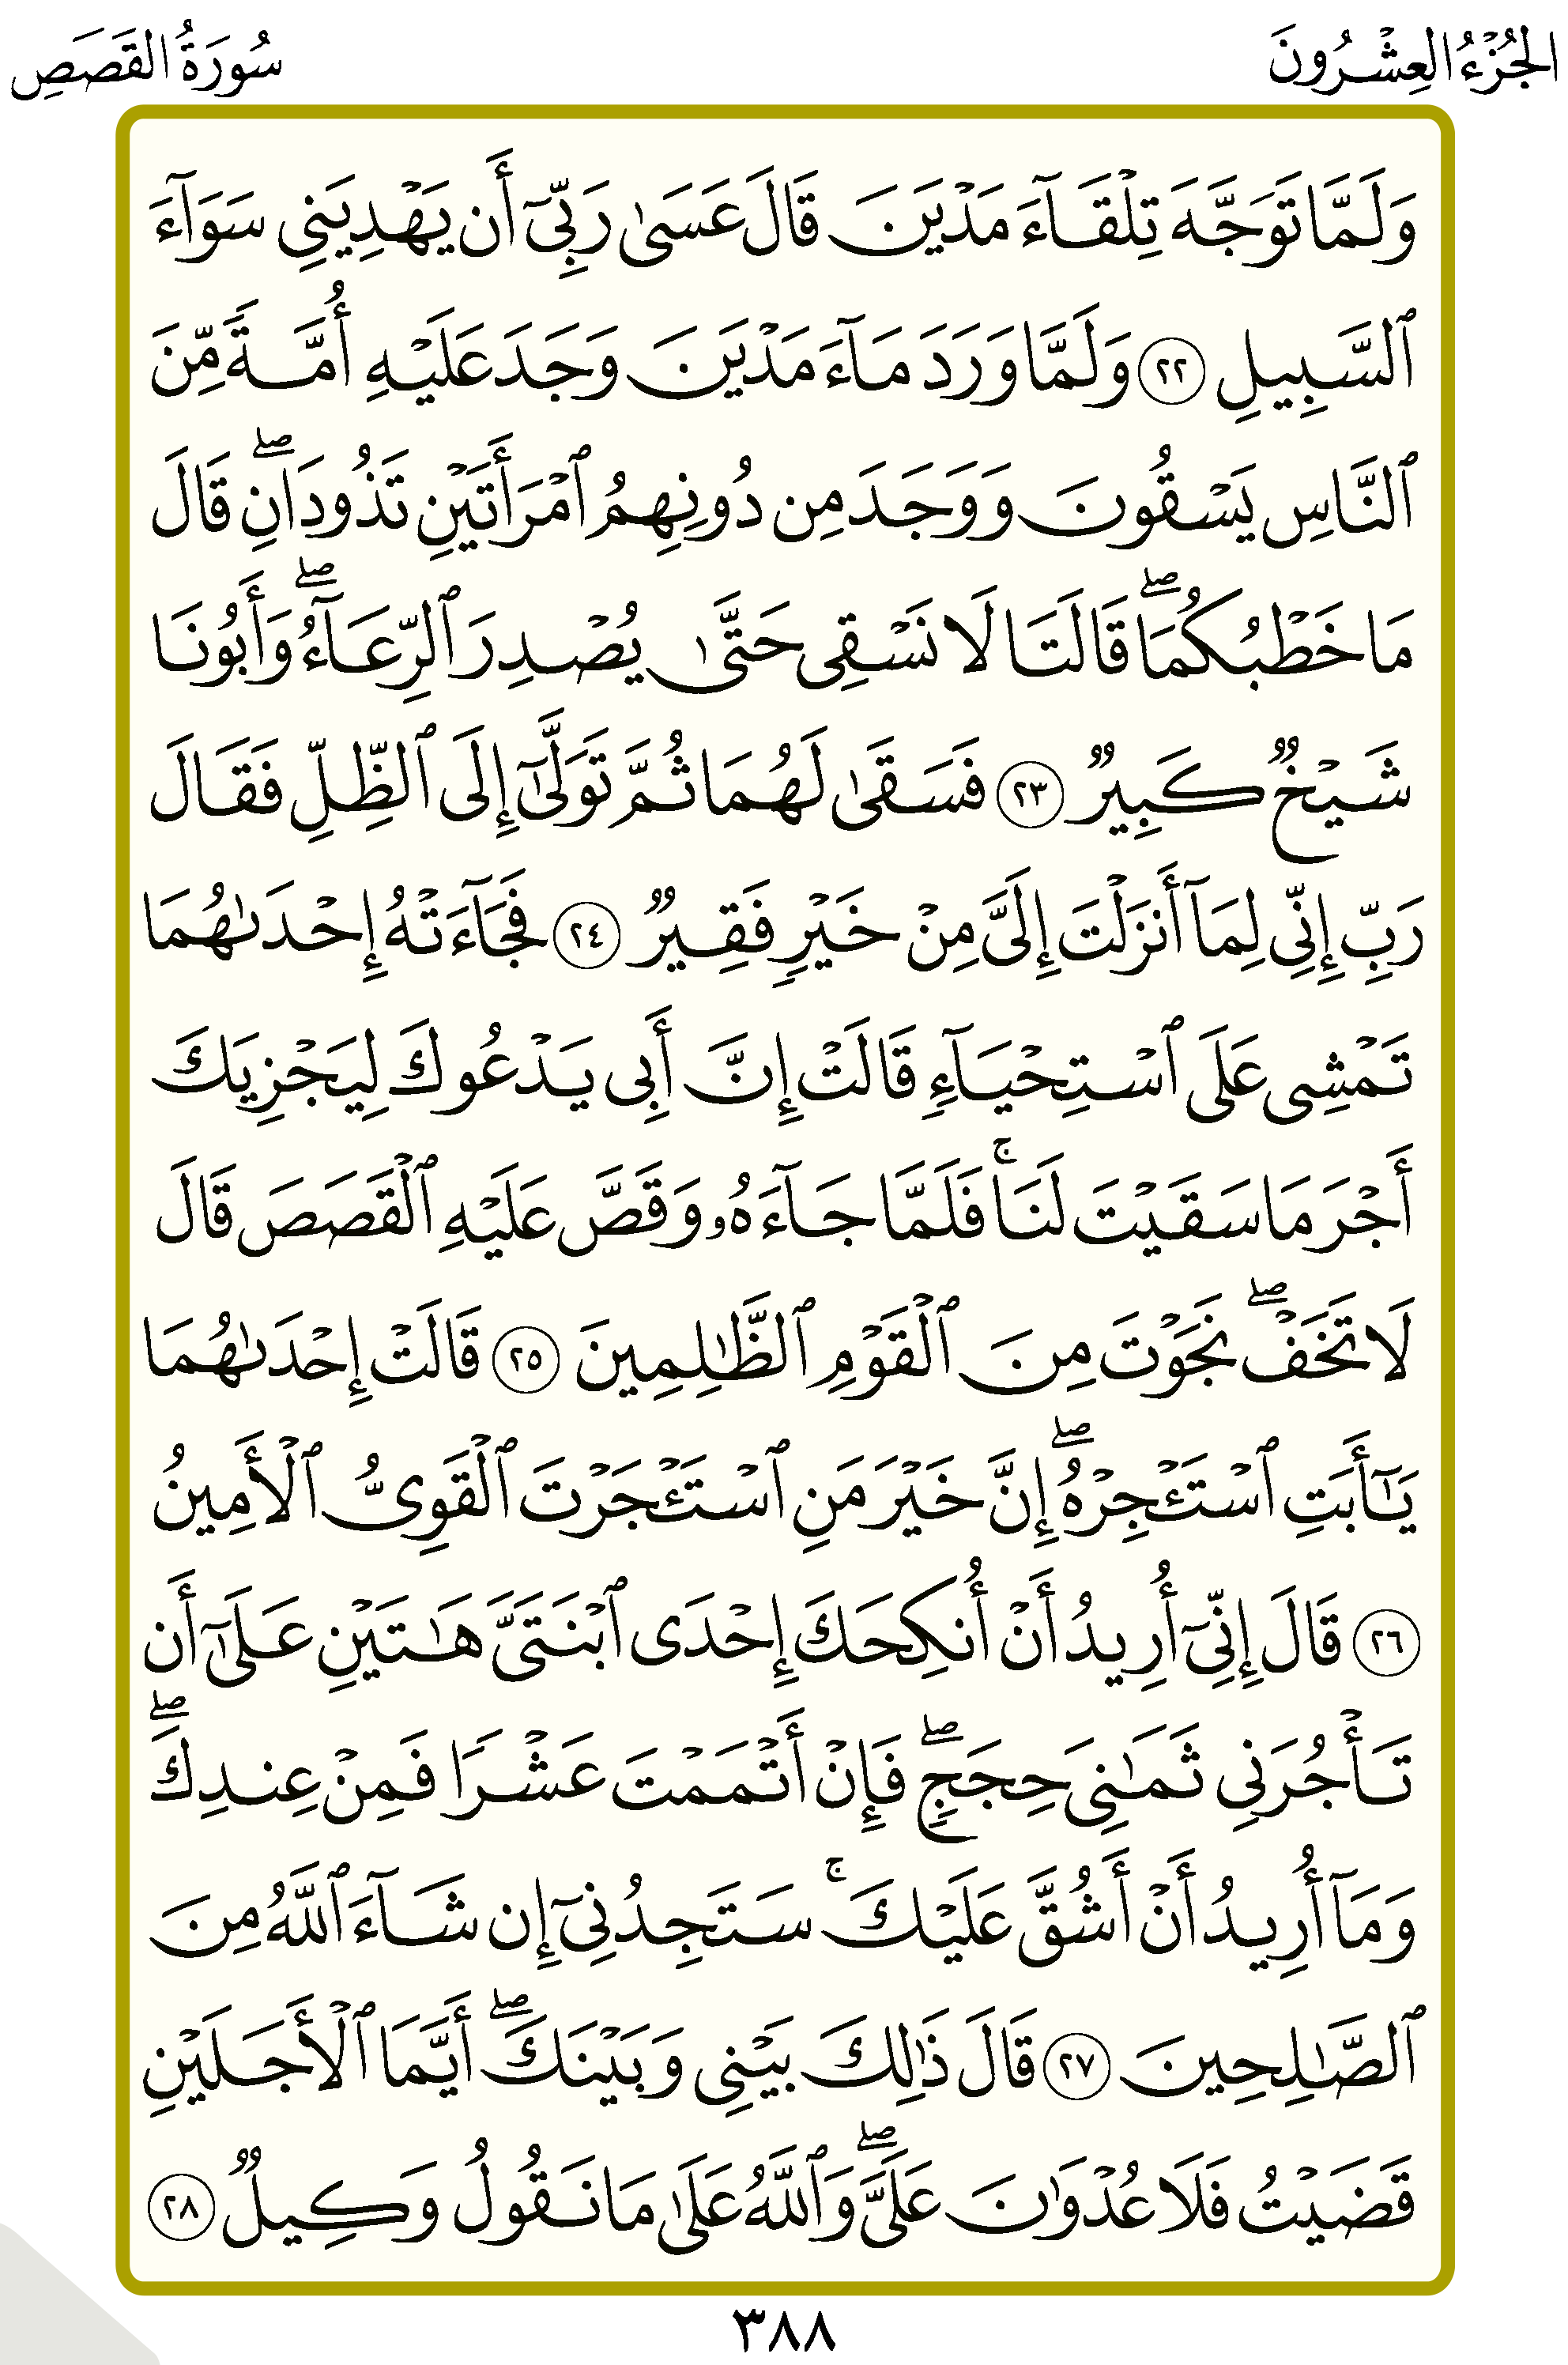 الجُزْءُ العِشْرُونَ
سُورَةُ القَصَصِ
وَلَمَّا تَوَجَّهَ تِلْقَآءَ مَدْيَنَ قَالَ عَسَىٰ رَبِّىٓ أَن يَهْدِيَنِى سَوَآءَ
ٱلسَّبِيلِ ٢٢ وَلَمَّا وَرَدَ مَآءَ مَدْيَنَ وَجَدَ عَلَيْهِ أُمَّةً مِّنَ
ٱلنَّاسِ يَسْقُونَ وَوَجَدَ مِن دُونِهِمُ ٱمْرَأَتَيْنِ تَذُودَانِۖ قَالَ
مَا خَطْبُكُمَاۖ قَالَتَا لَا نَسْقِى حَتَّىٰ يُصْدِرَ ٱلرِّعَآءُۖ وَأَبُونَا
شَيْخٌ كَبِيرٌ ٢٣ فَسَقَىٰ لَهُمَا ثُمَّ تَوَلَّىٰٓ إِلَى ٱلظِّلِّ فَقَالَ
رَبِّ إِنِّى لِمَآ أَنزَلْتَ إِلَىَّ مِنْ خَيْرٍ فَقِيرٌ ٢٤ فَجَآءَتْهُ إِحْدَىٰهُمَا
تَمْشِى عَلَى ٱسْتِحْيَآءٍ قَالَتْ إِنَّ أَبِى يَدْعُوكَ لِيَجْزِيَكَ
أَجْرَ مَا سَقَيْتَ لَنَاۚ فَلَمَّا جَآءَهُۥ وَقَصَّ عَلَيْهِ ٱلْقَصَصَ قَالَ
لَا تَخَفْۖ نَجَوْتَ مِنَ ٱلْقَوْمِ ٱلظَّٰلِمِينَ ٢٥ قَالَتْ إِحْدَىٰهُمَا
يَٰٓأَبَتِ ٱسْتَـْٔجِرْهُۖ إِنَّ خَيْرَ مَنِ ٱسْتَـْٔجَرْتَ ٱلْقَوِىُّ ٱلْأَمِينُ
٢٦ قَالَ إِنِّىٓ أُرِيدُ أَنْ أُنكِحَكَ إِحْدَى ٱبْنَتَىَّ هَٰتَيْنِ عَلَىٰٓ أَن
تَأْجُرَنِى ثَمَٰنِىَ حِجَجٍۖ فَإِنْ أَتْمَمْتَ عَشْرًا فَمِنْ عِندِكَۖ
وَمَآ أُرِيدُ أَنْ أَشُقَّ عَلَيْكَۚ سَتَجِدُنِىٓ إِن شَآءَ ٱللَّهُ مِنَ
ٱلصَّٰلِحِينَ ٢٧ قَالَ ذَٰلِكَ بَيْنِى وَبَيْنَكَۖ أَيَّمَا ٱلْأَجَلَيْنِ
قَضَيْتُ فَلَا عُدْوَٰنَ عَلَىَّۖ وَٱللَّهُ عَلَىٰ مَا نَقُولُ وَكِيلٌ ٢٨
٣٨٨